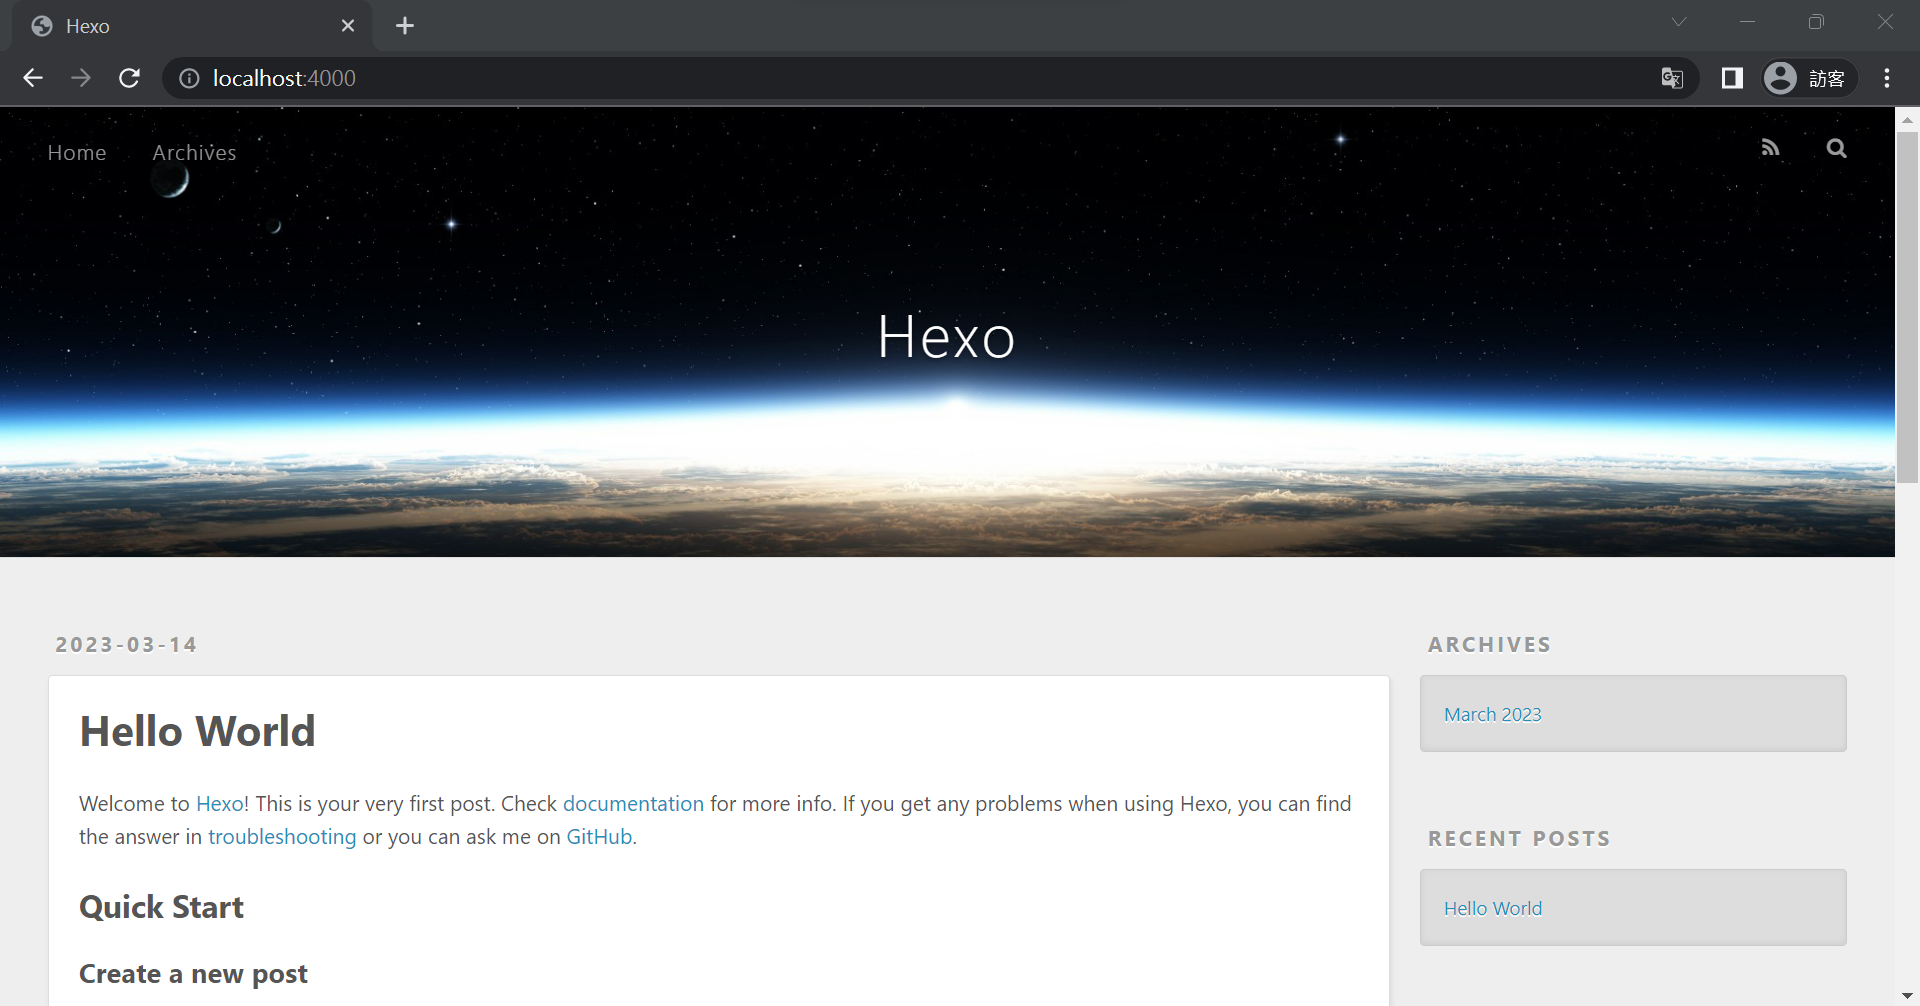 Hexo
localhost:4000
訪客
Home
Archives
Hexo
2023-03-14
Hello World
Welcome to Hexo! This is your very first post. Check documentation for more info. If you get any problems when using Hexo, you can find
the answer in troubleshooting or you can ask me on GitHub.
Quick Start
Create a new post
ARCHIVES
March 2023
RECENT POSTS
Hello World